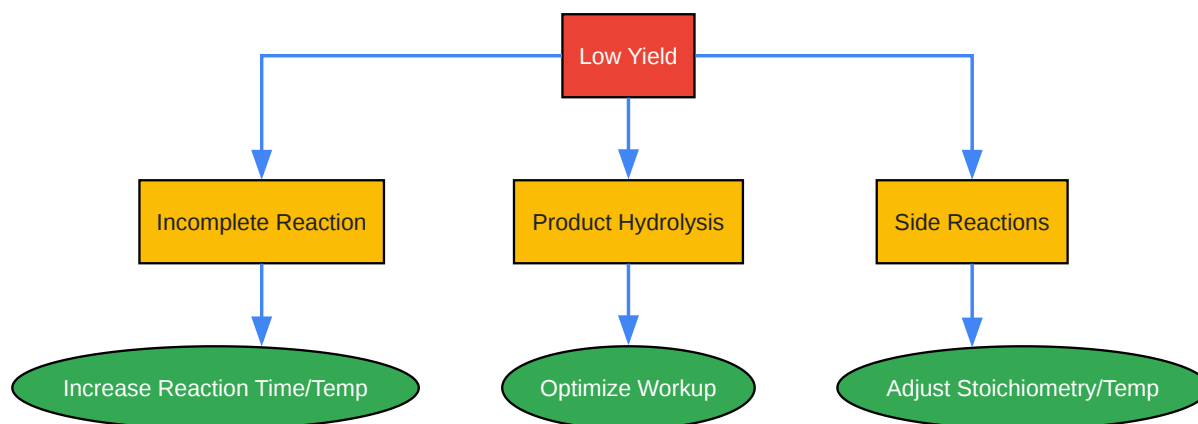 Low Yield
Incomplete Reaction
Product Hydrolysis
Side Reactions
Increase Reaction Time/Temp
Optimize Workup
Adjust Stoichiometry/Temp